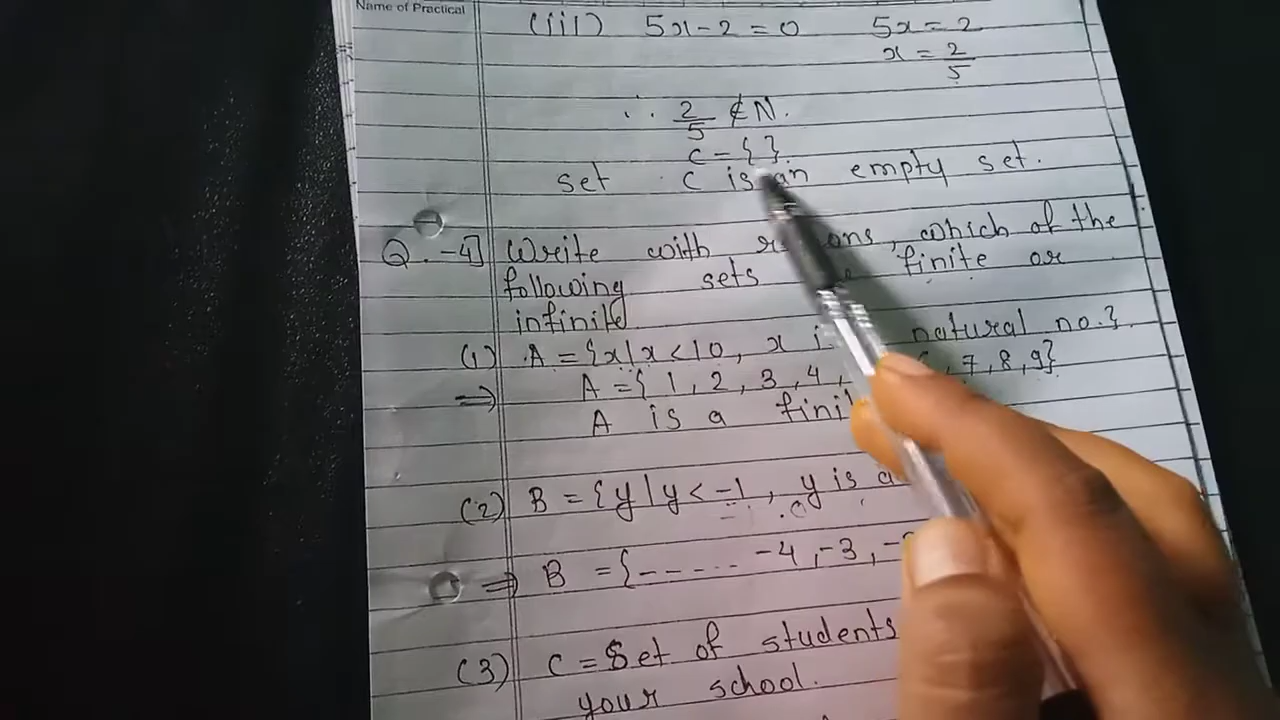 Name of Practical
(iii) 5x-2=0 5x=2
x = 2/5
∴ 2/5 ∉ N.
C = { }.
set C is an empty set.
Q.-4] Write with which of the
following sets finite or
infinite.
(1) A = {x|x<10, x natural no.}.
⇒ A = {1, 2, 3, 4, , 7, 8, 9}
A is a
(2) B = {y|y<-1, y is a
⇒ B = {----... -4, -3,
(3) C = Set of students
your school.